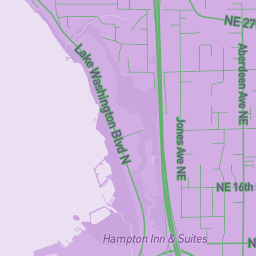 NE 27
Lake Washington Blvd N
Aberdeen Ave NE
Jones Ave NE
NE 16th
Hampton Inn & Suites
N